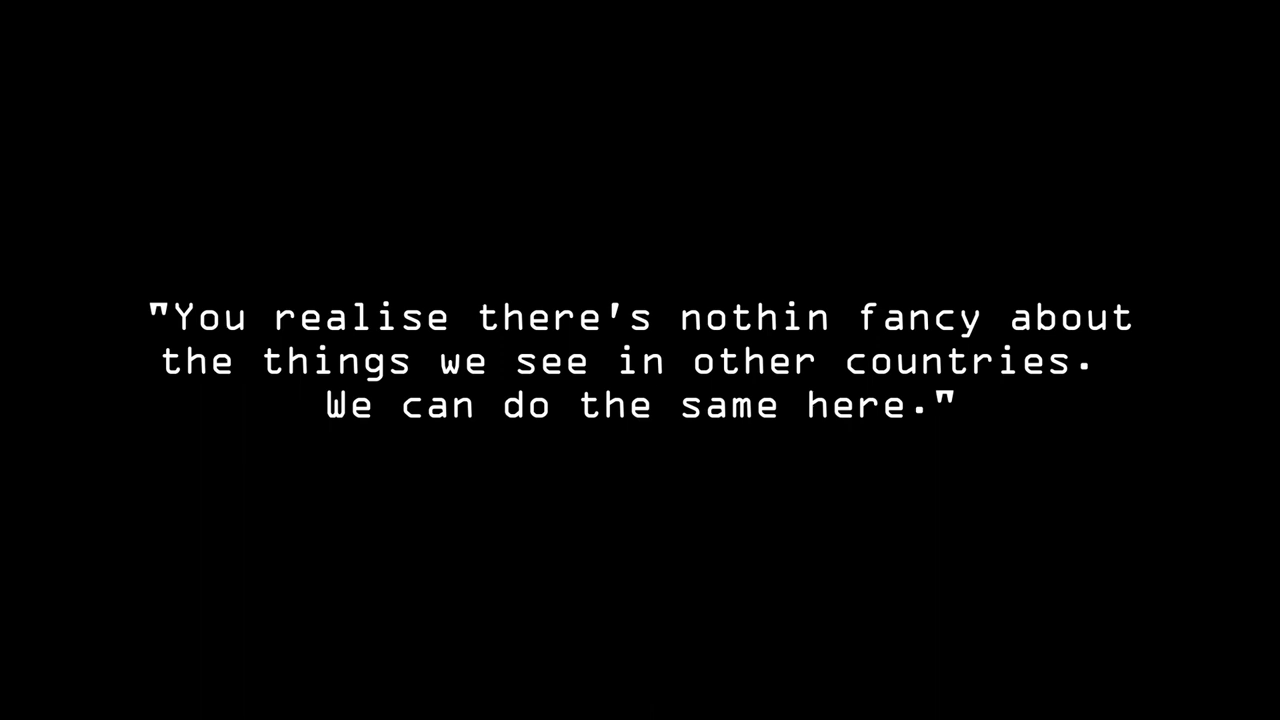 "You realise there's nothin fancy about
the things we see in other countries.
We can do the same here."